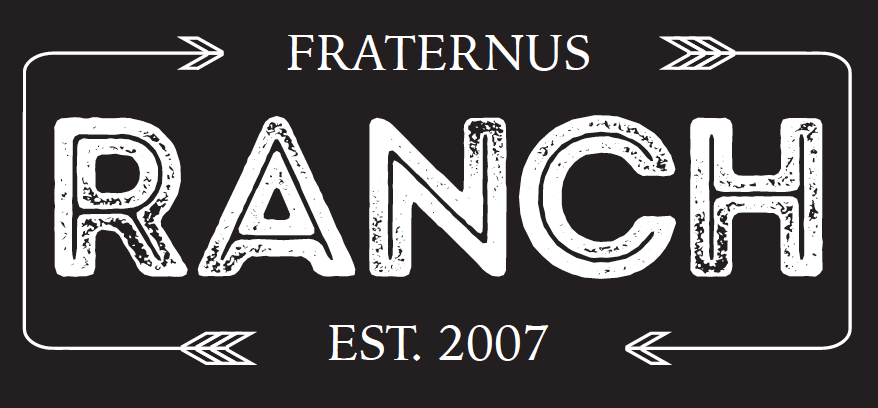 FRATERNUS
RANCH
EST. 2007